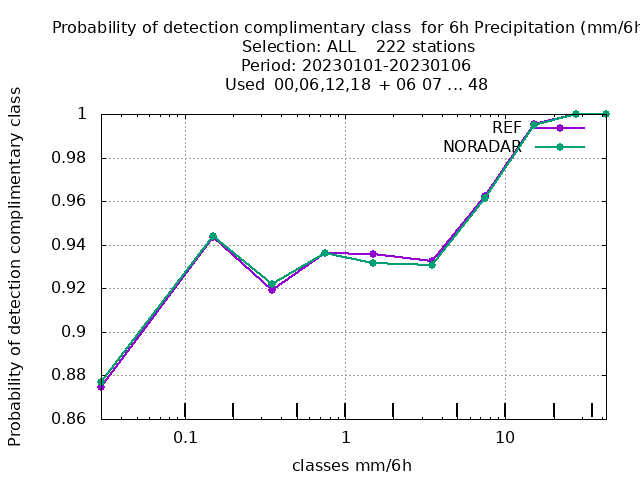 Probability of detection complimentary class  for 6h Precipitation (mm/6h
Selection: ALL    222 stations
Period: 20230101-20230106
Used  00,06,12,18  + 06 07 ... 48
Probability of detection complimentary class
1
0.98
0.96
0.94
0.92
0.9
0.88
0.86
REF
NORADAR
0.1
1
10
classes mm/6h